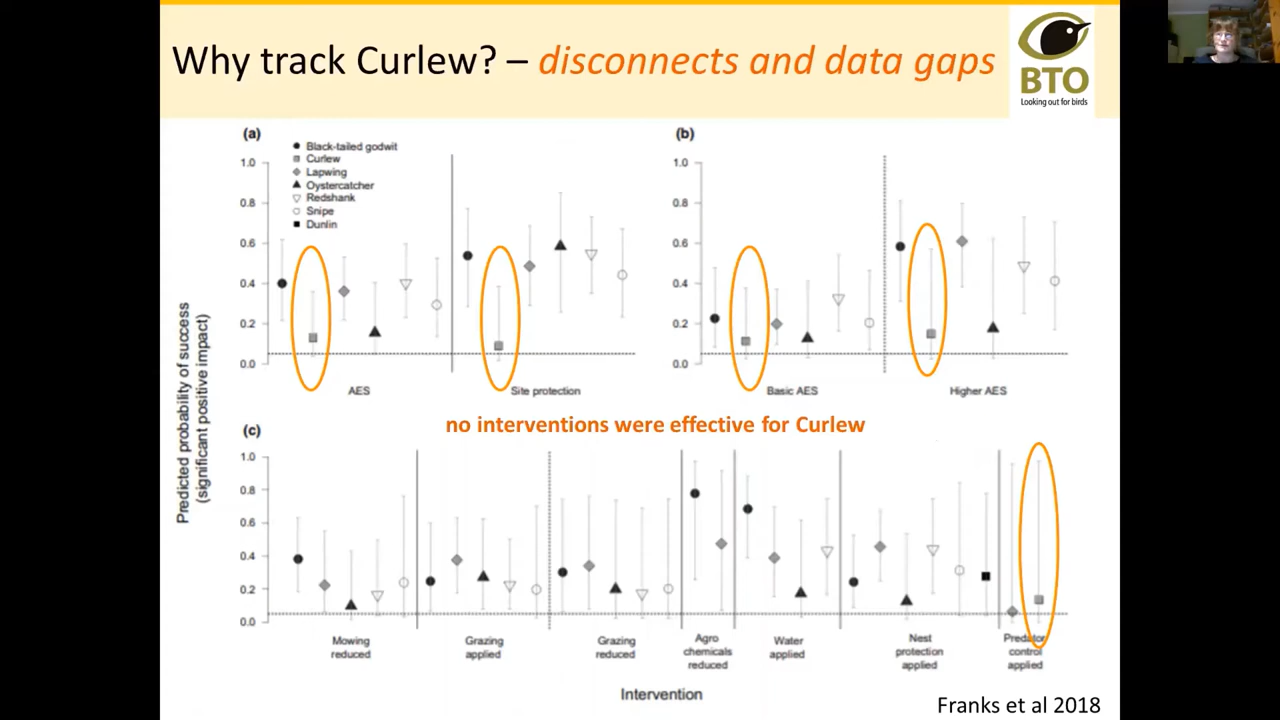 Why track Curlew? – disconnects and data gaps
BTO
Looking out for birds
(a)
Black-tailed godwit
Curlew
Lapwing
Oystercatcher
Redshank
Snipe
Dunlin
1.0
0.8
0.6
0.4
0.2
0.0
AES
Site protection
(b)
1.0
0.8
0.6
0.4
0.2
0.0
Basic AES
Higher AES
Predicted probability of success
(significant positive impact)
no interventions were effective for Curlew
(c)
1.0
0.8
0.6
0.4
0.2
0.0
Mowing
reduced
Grazing
applied
Grazing
reduced
Agro
chemicals
reduced
Water
applied
Nest
protection
applied
Predator
control
applied
Intervention
Franks et al 2018